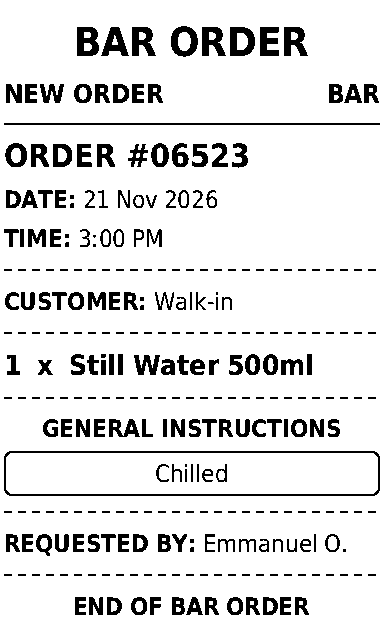 BAR ORDER
NEW ORDER BAR
ORDER #06523
DATE: 21 Nov 2026
TIME: 3:00 PM
CUSTOMER: Walk-in
1 x Still Water 500ml
GENERAL INSTRUCTIONS
Chilled
REQUESTED BY: Emmanuel O.
END OF BAR ORDER